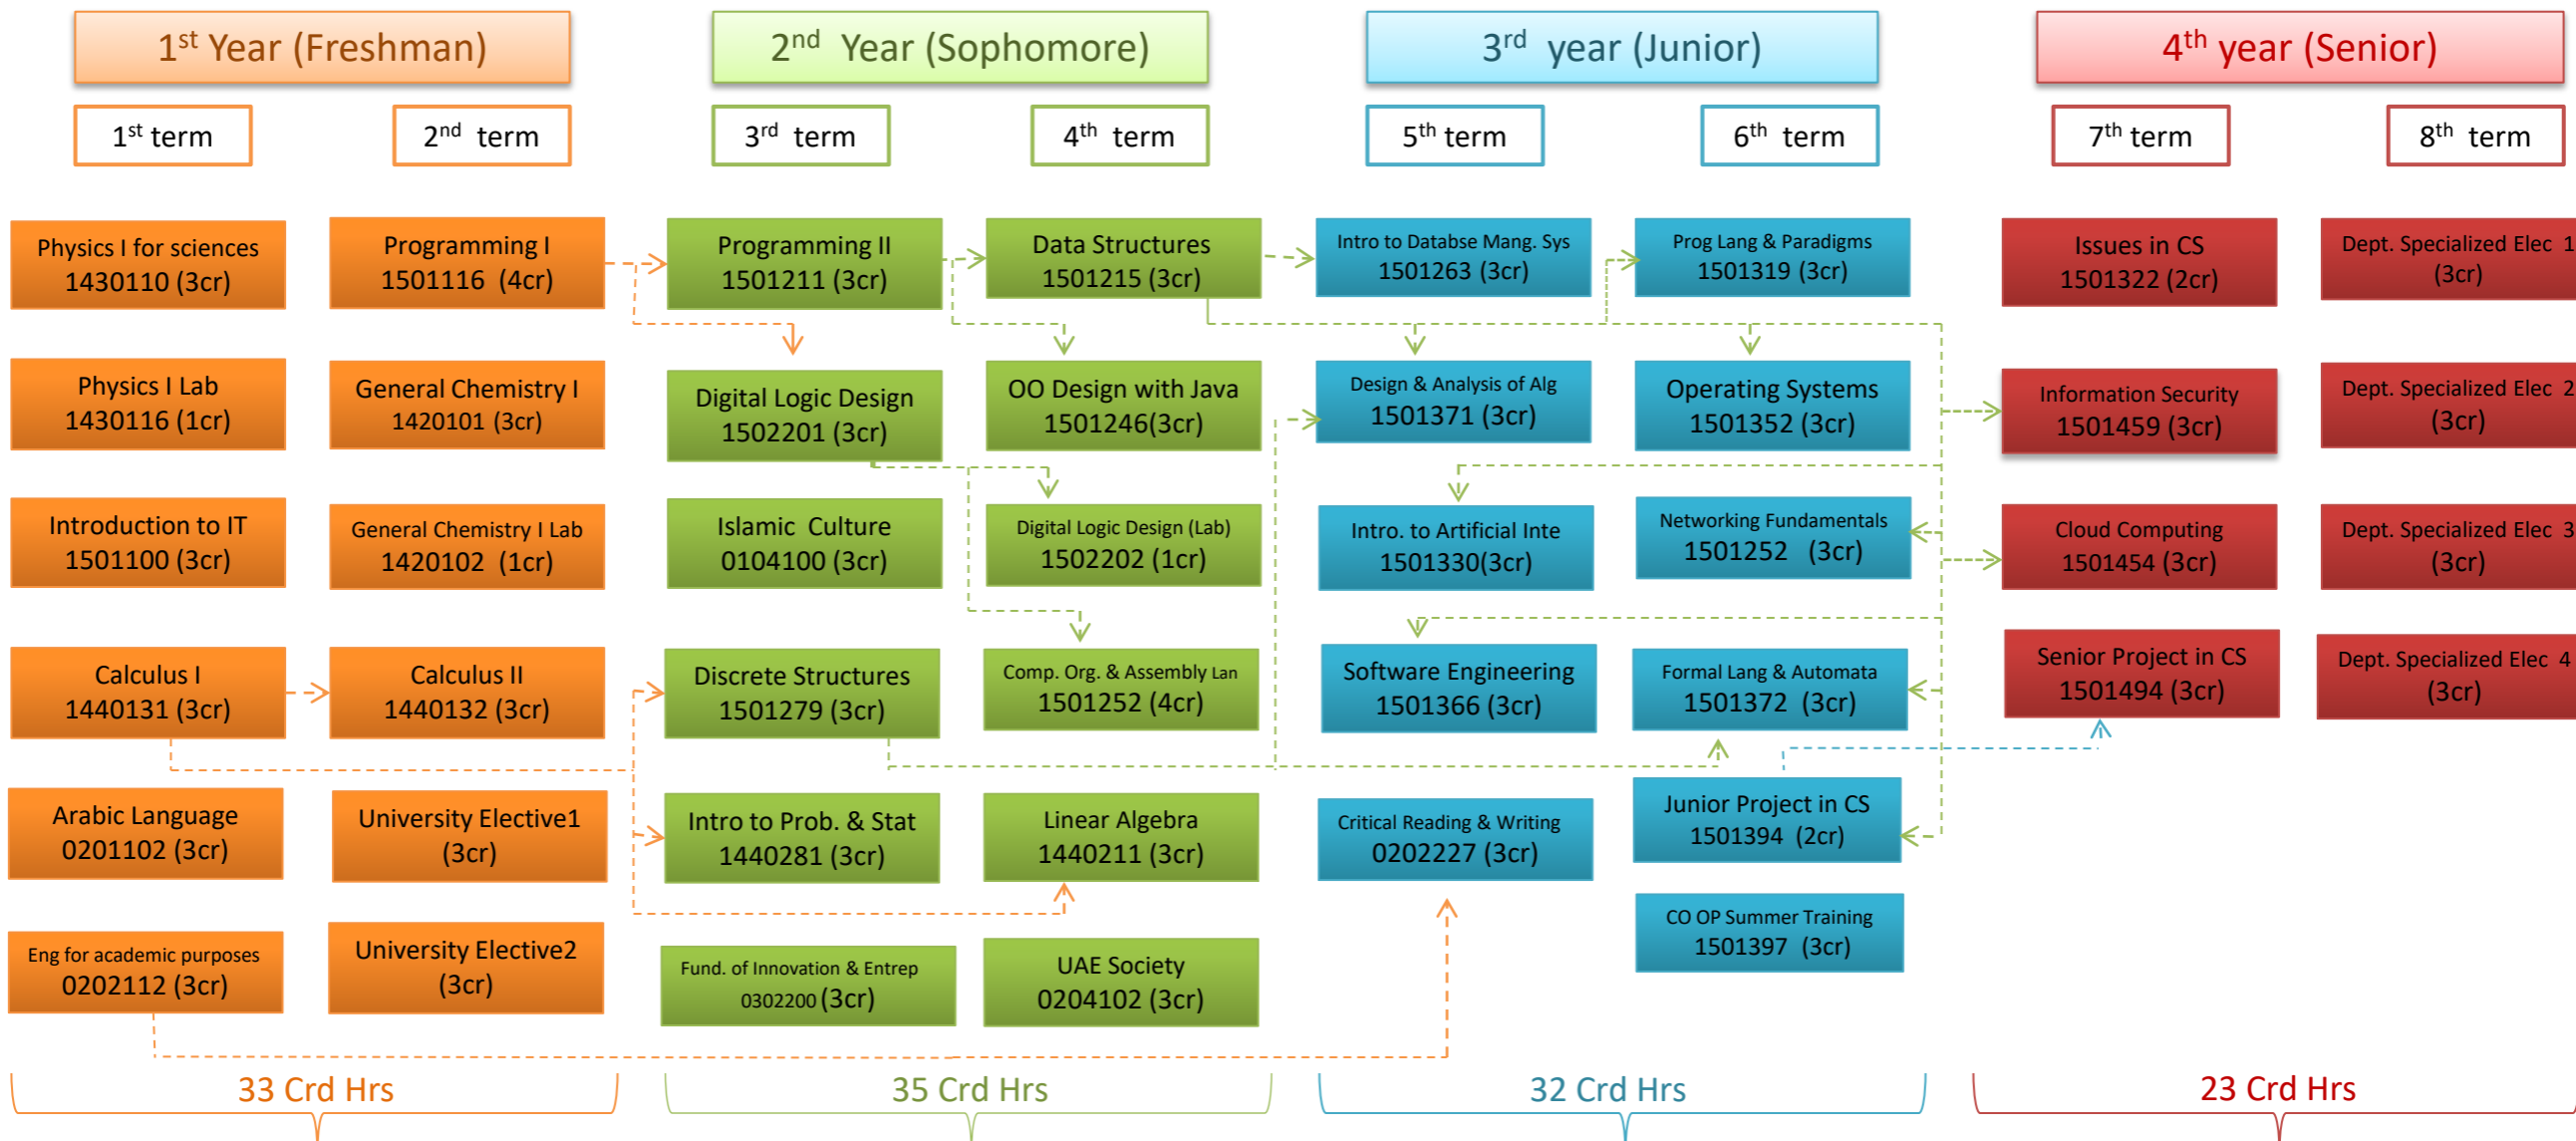 1st Year (Freshman)
2nd Year (Sophomore)
3rd year (Junior)
4th year (Senior)
1st term
2nd term
3rd term
4th term
5th term
6th term
7th term
8th term
Physics I for sciences
1430110 (3cr)
Programming I
1501116 (4cr)
Programming II
1501211 (3cr)
Data Structures
1501215 (3cr)
Intro to Databse Mang. Sys
1501263 (3cr)
Prog Lang & Paradigms
1501319 (3cr)
Issues in CS
1501322 (2cr)
Dept. Specialized Elec 1
(3cr)
Physics I Lab
1430116 (1cr)
General Chemistry I
1420101 (3cr)
Digital Logic Design
1502201 (3cr)
OO Design with Java
1501246(3cr)
Design & Analysis of Alg
1501371 (3cr)
Operating Systems
1501352 (3cr)
Information Security
1501459 (3cr)
Dept. Specialized Elec 2
(3cr)
Introduction to IT
1501100 (3cr)
General Chemistry I Lab
1420102 (1cr)
Islamic Culture
0104100 (3cr)
Digital Logic Design (Lab)
1502202 (1cr)
Intro. to Artificial Inte
1501330(3cr)
Networking Fundamentals
1501252 (3cr)
Cloud Computing
1501454 (3cr)
Dept. Specialized Elec 3
(3cr)
Calculus I
1440131 (3cr)
Calculus II
1440132 (3cr)
Discrete Structures
1501279 (3cr)
Comp. Org. & Assembly Lan
1501252 (4cr)
Software Engineering
1501366 (3cr)
Formal Lang & Automata
1501372 (3cr)
Senior Project in CS
1501494 (3cr)
Dept. Specialized Elec 4
(3cr)
Arabic Language
0201102 (3cr)
University Elective1
(3cr)
Intro to Prob. & Stat
1440281 (3cr)
Linear Algebra
1440211 (3cr)
Critical Reading & Writing
0202227 (3cr)
Junior Project in CS
1501394 (2cr)
Eng for academic purposes
0202112 (3cr)
University Elective2
(3cr)
Fund. of Innovation & Entrep
0302200 (3cr)
UAE Society
0204102 (3cr)
CO OP Summer Training
1501397 (3cr)
33 Crd Hrs
35 Crd Hrs
32 Crd Hrs
23 Crd Hrs